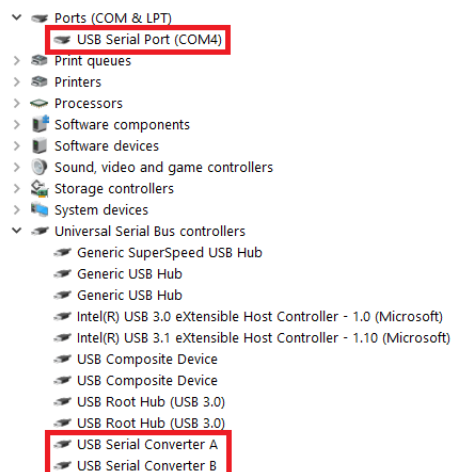 Ports (COM & LPT)
USB Serial Port (COM4)
Print queues
Printers
Processors
Software components
Software devices
Sound, video and game controllers
Storage controllers
System devices
Universal Serial Bus controllers
Generic SuperSpeed USB Hub
Generic USB Hub
Generic USB Hub
Intel(R) USB 3.0 eXtensible Host Controller - 1.0 (Microsoft)
Intel(R) USB 3.1 eXtensible Host Controller - 1.10 (Microsoft)
USB Composite Device
USB Composite Device
USB Root Hub (USB 3.0)
USB Root Hub (USB 3.0)
USB Serial Converter A
USB Serial Converter B